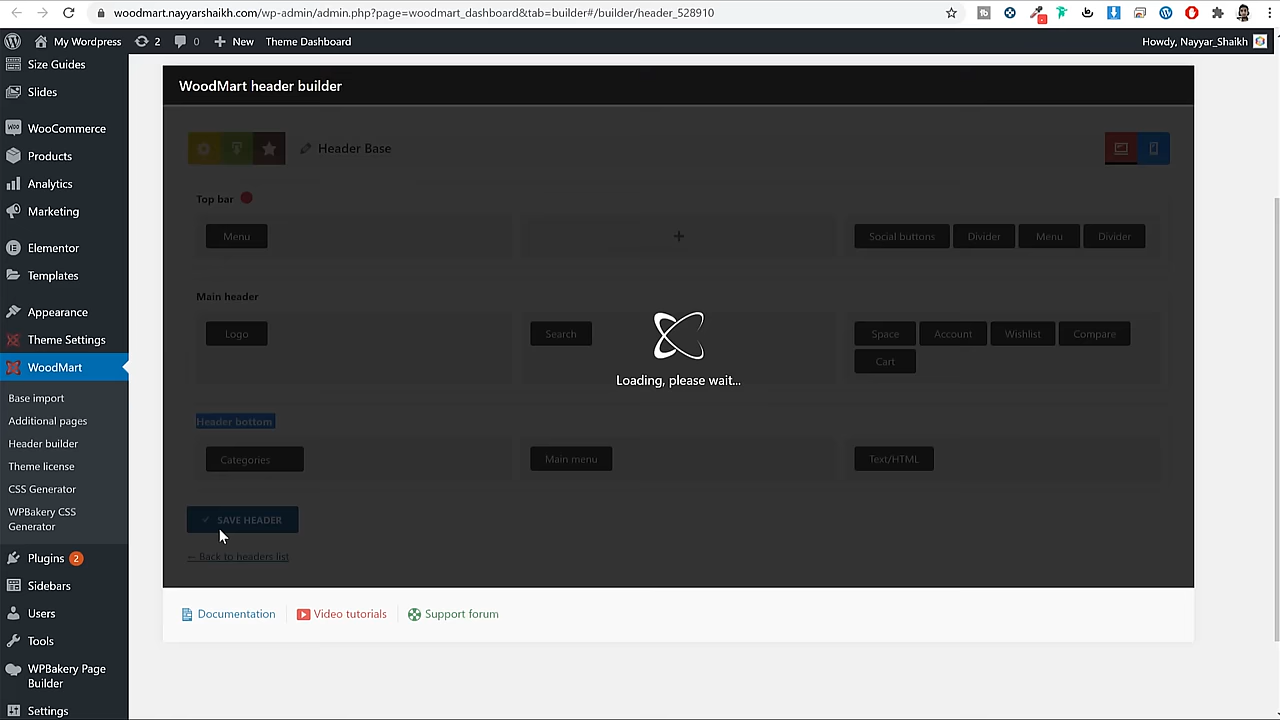 woodmart.nayyarshaikh.com/wp-admin/admin.php?page=woodmart_dashboard&tab=builder#/builder/header_528910
My Wordpress 2 0 New Theme Dashboard Howdy, Nayyar_Shaikh
Size Guides
Slides
WooCommerce
Products
Analytics
Marketing
Elementor
Templates
Appearance
Theme Settings
WoodMart
Base import
Additional pages
Header builder
Theme license
CSS Generator
WPBakery CSS
Generator
Plugins 2
Sidebars
Users
Tools
WPBakery Page
Builder
Settings
WoodMart header builder
Header Base
Top bar
Menu + Social buttons Divider Menu Divider
Main header
Logo Search Space Account Wishlist Compare
Cart
Loading, please wait...
Header bottom
Categories Main menu Text/HTML
SAVE HEADER
← Back to headers list
Documentation Video tutorials Support forum